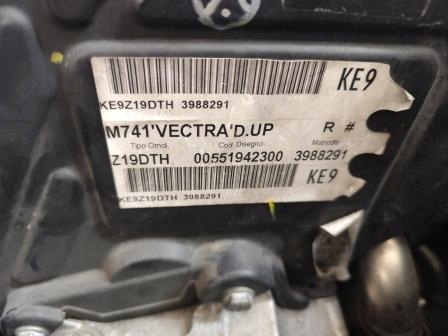 KE9
KE9Z19DTH 3988291
M741'VECTRA'D.UP R #
Tipo Omol. Cod. Disegno Matricola
Z19DTH 00551942300 3988291
KE9
KE9Z19DTH 3988291